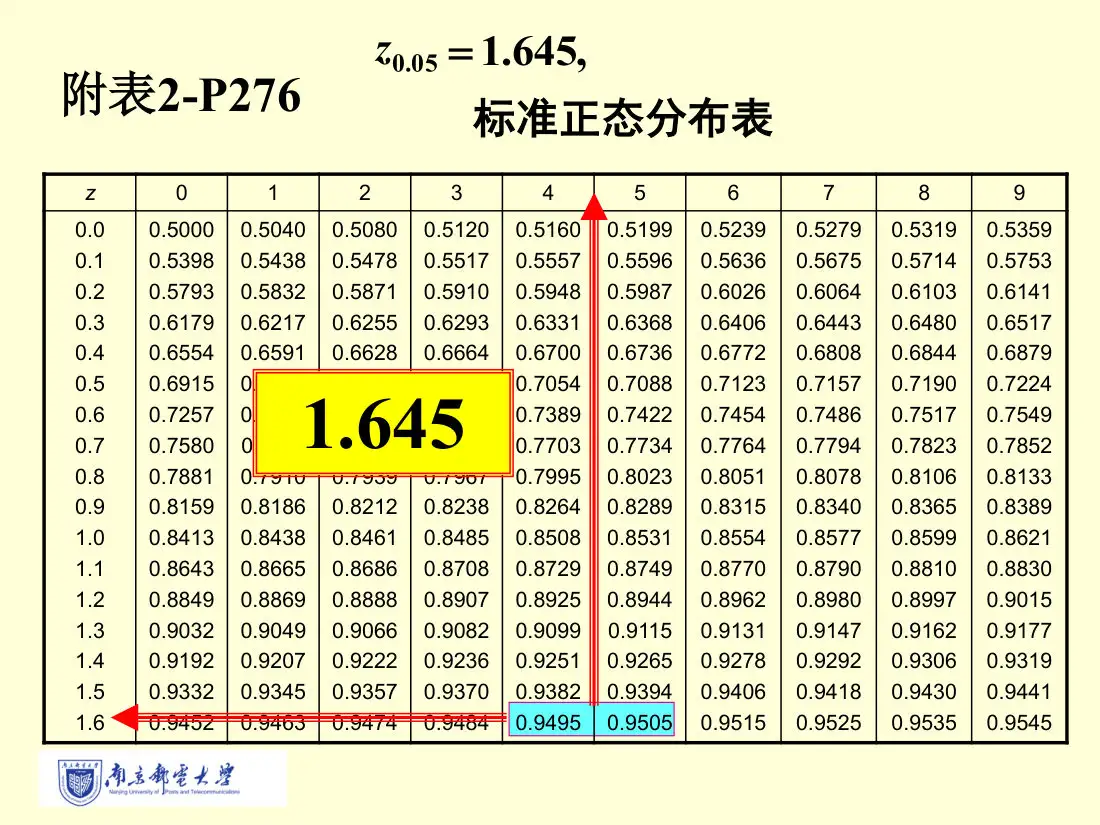 z0.05 = 1.645,
附表2-P276
标准正态分布表
z 0 1 2 3 4 5 6 7 8 9
0.0 0.5000 0.5040 0.5080 0.5120 0.5160 0.5199 0.5239 0.5279 0.5319 0.5359
0.1 0.5398 0.5438 0.5478 0.5517 0.5557 0.5596 0.5636 0.5675 0.5714 0.5753
0.2 0.5793 0.5832 0.5871 0.5910 0.5948 0.5987 0.6026 0.6064 0.6103 0.6141
0.3 0.6179 0.6217 0.6255 0.6293 0.6331 0.6368 0.6406 0.6443 0.6480 0.6517
0.4 0.6554 0.6591 0.6628 0.6664 0.6700 0.6736 0.6772 0.6808 0.6844 0.6879
0.5 0.6915 0.7054 0.7088 0.7123 0.7157 0.7190 0.7224
0.6 0.7257 0.7389 0.7422 0.7454 0.7486 0.7517 0.7549
1.645
0.7 0.7580 0.7703 0.7734 0.7764 0.7794 0.7823 0.7852
0.8 0.7881 0.7910 0.7939 0.7967 0.7995 0.8023 0.8051 0.8078 0.8106 0.8133
0.9 0.8159 0.8186 0.8212 0.8238 0.8264 0.8289 0.8315 0.8340 0.8365 0.8389
1.0 0.8413 0.8438 0.8461 0.8485 0.8508 0.8531 0.8554 0.8577 0.8599 0.8621
1.1 0.8643 0.8665 0.8686 0.8708 0.8729 0.8749 0.8770 0.8790 0.8810 0.8830
1.2 0.8849 0.8869 0.8888 0.8907 0.8925 0.8944 0.8962 0.8980 0.8997 0.9015
1.3 0.9032 0.9049 0.9066 0.9082 0.9099 0.9115 0.9131 0.9147 0.9162 0.9177
1.4 0.9192 0.9207 0.9222 0.9236 0.9251 0.9265 0.9278 0.9292 0.9306 0.9319
1.5 0.9332 0.9345 0.9357 0.9370 0.9382 0.9394 0.9406 0.9418 0.9430 0.9441
1.6 0.9452 0.9463 0.9474 0.9484 0.9495 0.9505 0.9515 0.9525 0.9535 0.9545
南京郵電大学
Nanjing University of Posts and Telecommunications